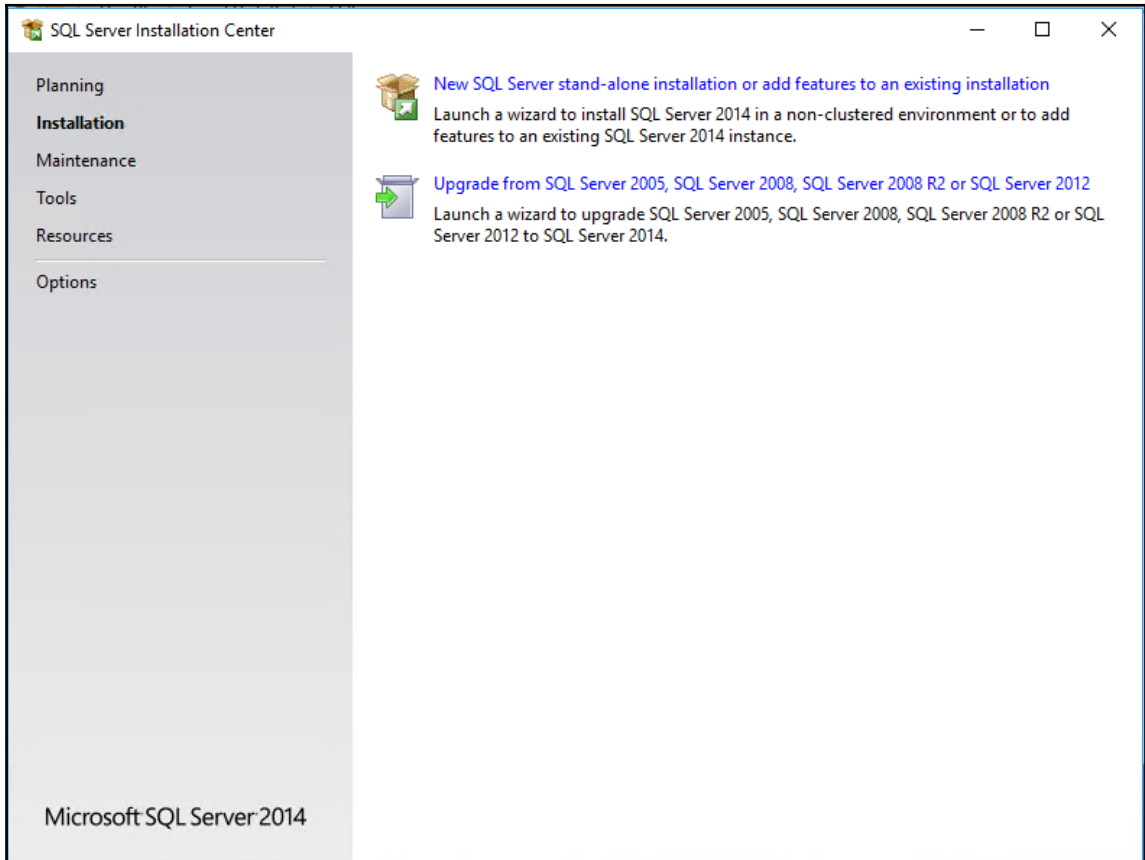 SQL Server Installation Center
Planning
Installation
Maintenance
Tools
Resources
Options
New SQL Server stand-alone installation or add features to an existing installation
Launch a wizard to install SQL Server 2014 in a non-clustered environment or to add
features to an existing SQL Server 2014 instance.
Upgrade from SQL Server 2005, SQL Server 2008, SQL Server 2008 R2 or SQL Server 2012
Launch a wizard to upgrade SQL Server 2005, SQL Server 2008, SQL Server 2008 R2 or SQL
Server 2012 to SQL Server 2014.
Microsoft SQL Server 2014